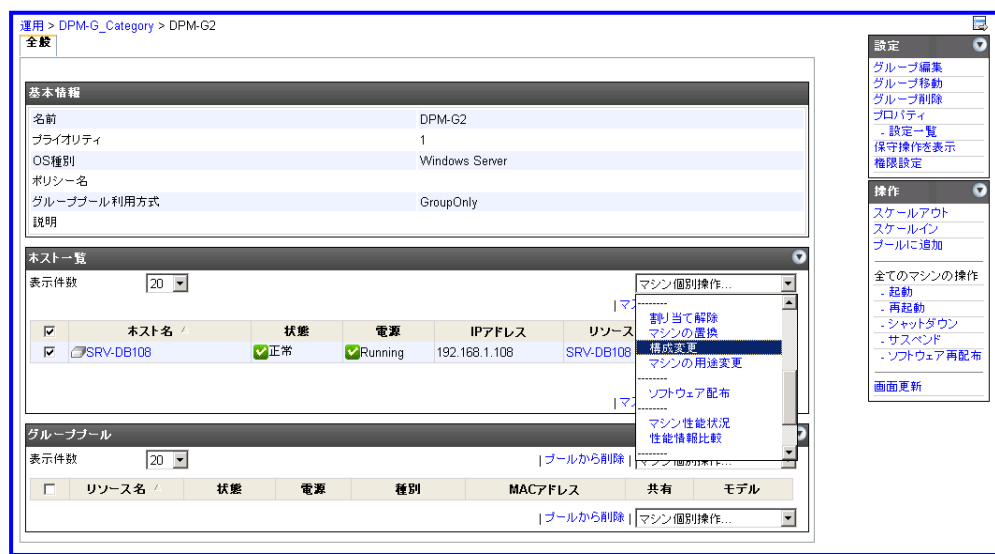 運用 > DPM-G_Category > DPM-G2
全般
基本情報
名前 DPM-G2
プライオリティ 1
OS種別 Windows Server
ポリシー名
グループプール利用方式 GroupOnly
説明
ホスト一覧
表示件数 20 マシン個別操作...
|マ
--------
割り当て解除
マシンの置換
構成変更
マシンの用途変更
--------
ソフトウェア配布
--------
マシン性能状況
性能情報比較
--------
ホスト名 状態 電源 IPアドレス リソース
SRV-DB108 正常 Running 192.168.1.108 SRV-DB108
|マ
グループプール
表示件数 20 |プールから削除| マシン個別操作...
リソース名 状態 電源 種別 MACアドレス 共有 モデル
|プールから削除| マシン個別操作...
設定
グループ編集
グループ移動
グループ削除
プロパティ
- 設定一覧
保守操作を表示
権限設定
操作
スケールアウト
スケールイン
プールに追加
全てのマシンの操作
- 起動
- 再起動
- シャットダウン
- サスペンド
- ソフトウェア再配布
画面更新